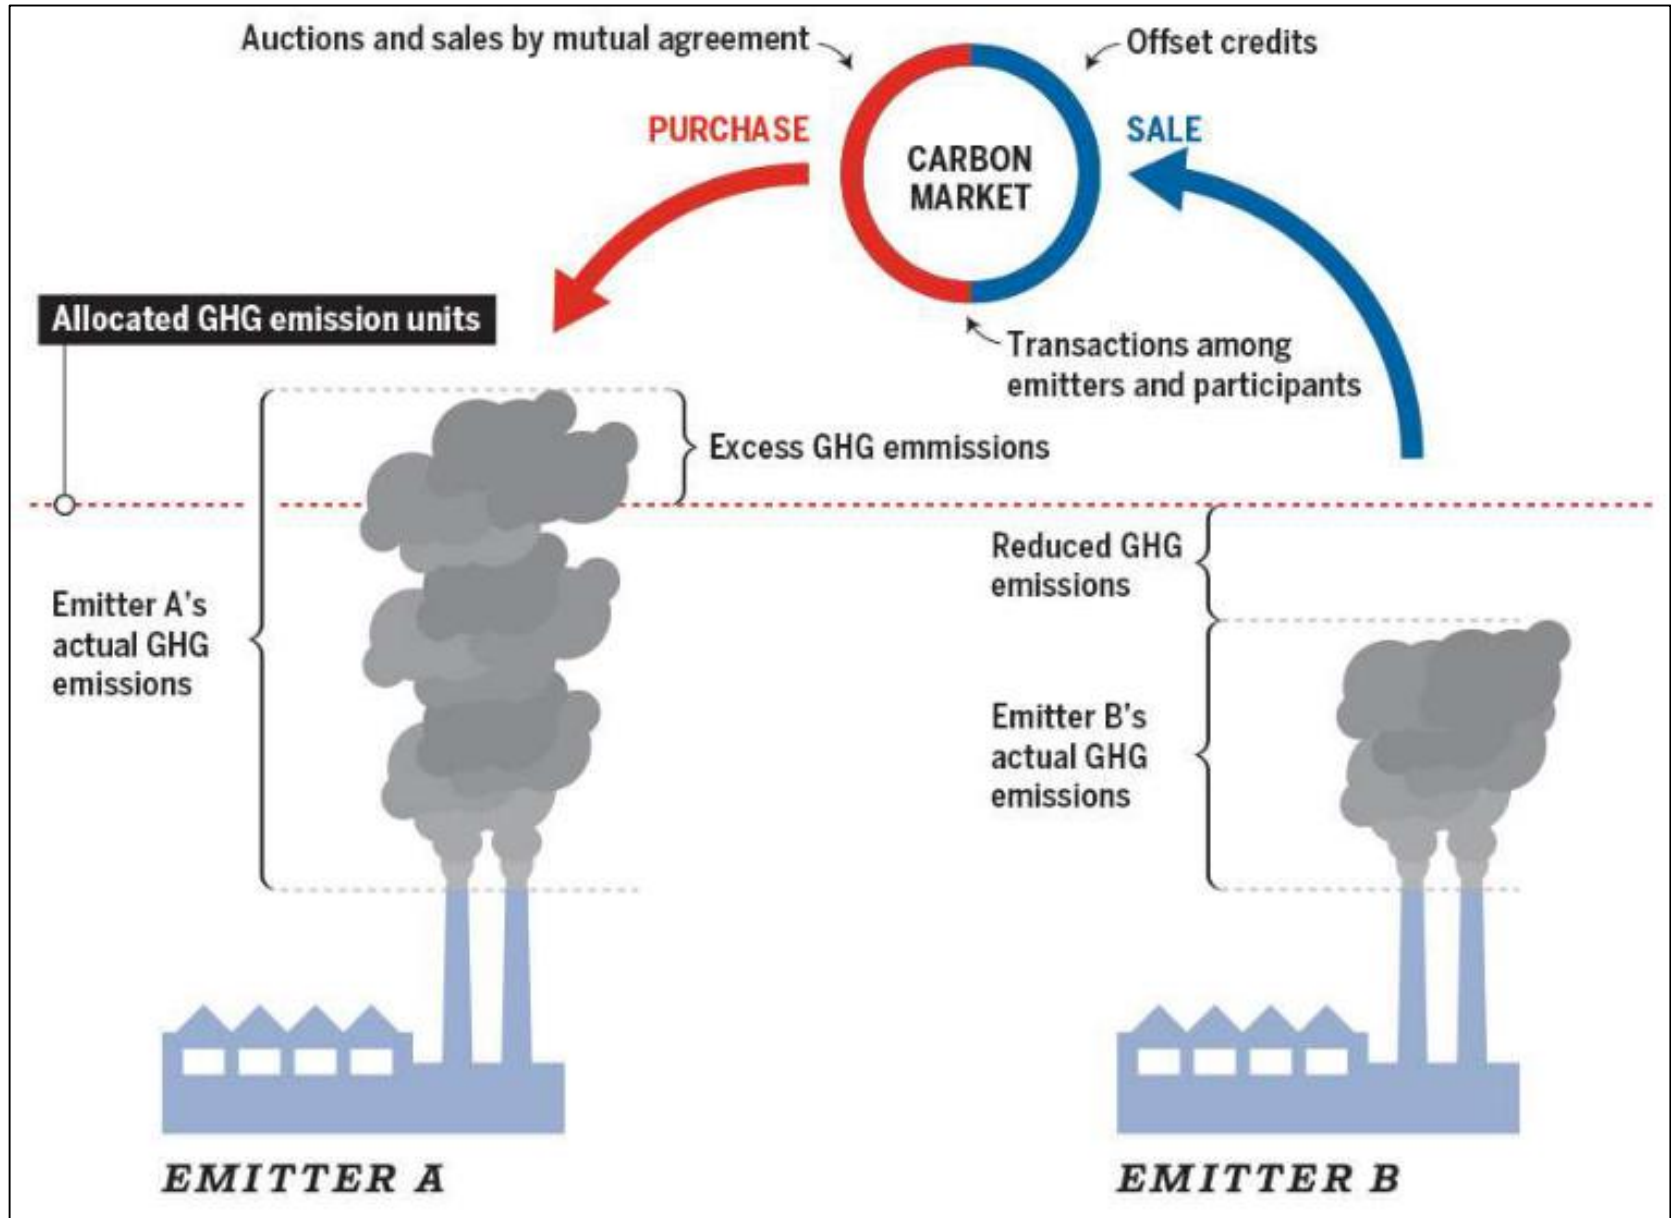 Auctions and sales by mutual agreement
Offset credits
PURCHASE
SALE
CARBON
MARKET
Allocated GHG emission units
Transactions among
emitters and participants
Excess GHG emmissions
Reduced GHG
emissions
Emitter A's
actual GHG
emissions
Emitter B's
actual GHG
emissions
EMITTER A
EMITTER B